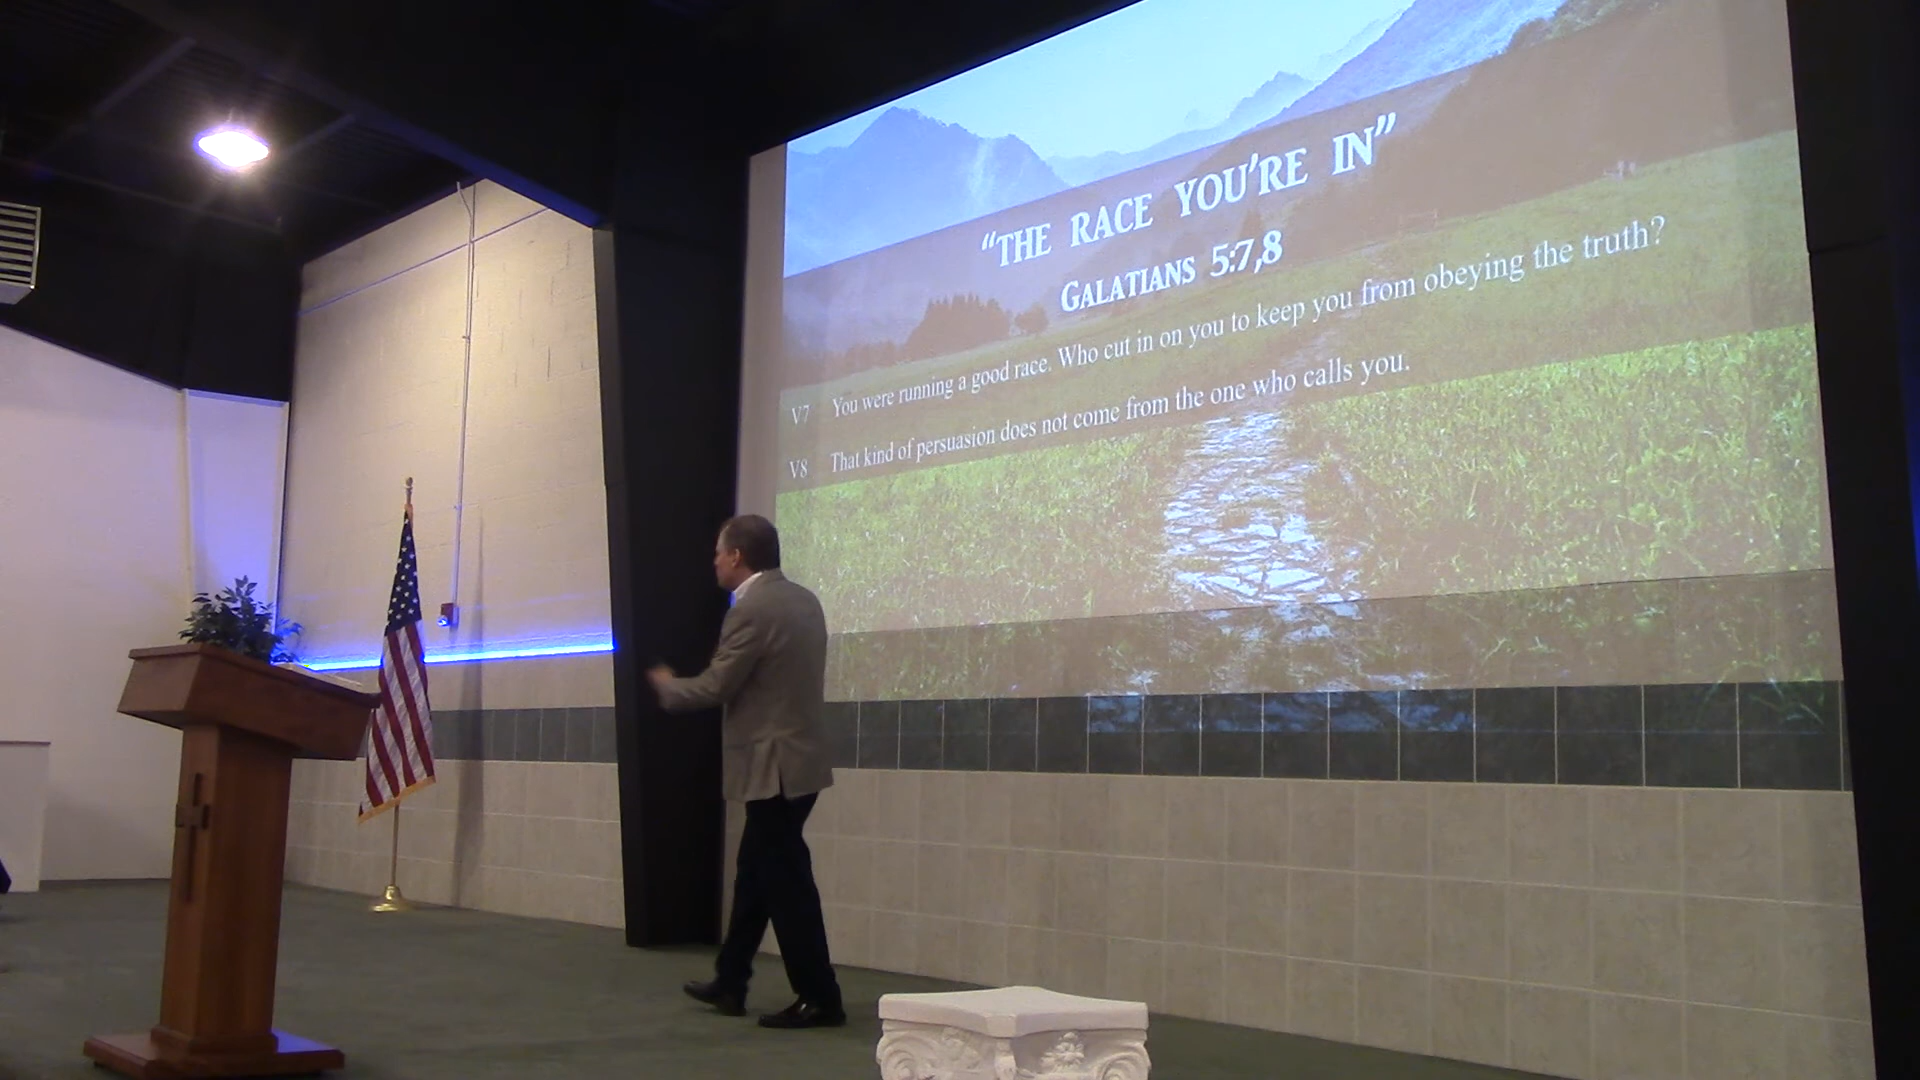 “THE RACE YOU’RE IN”
GALATIANS 5:7,8
V7 You were running a good race. Who cut in on you to keep you from obeying the truth?
V8 That kind of persuasion does not come from the one who calls you.